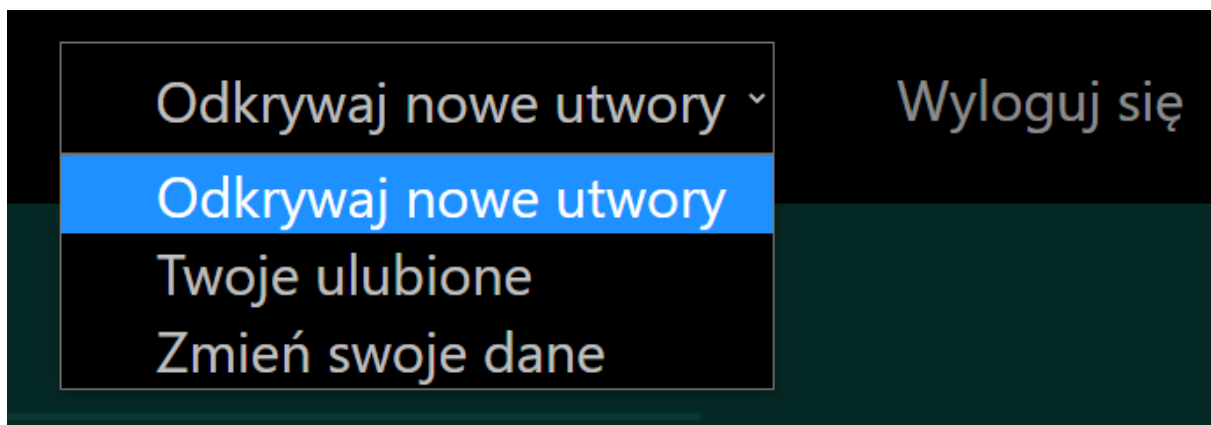 Odkrywaj nowe utwory
Wyloguj się
Odkrywaj nowe utwory
Twoje ulubione
Zmień swoje dane